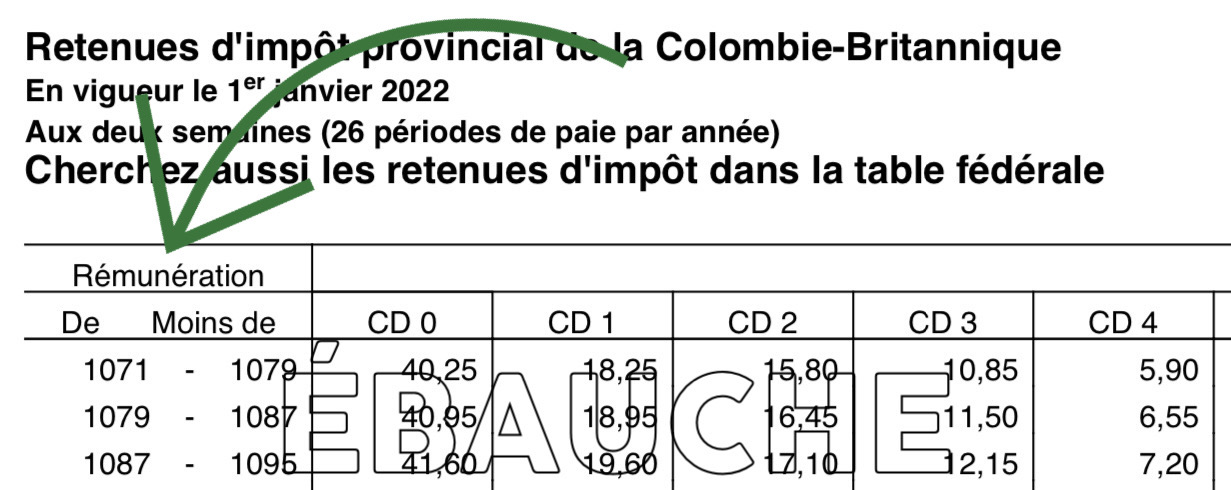 Retenues d'impôt provincial de la Colombie-Britannique
En vigueur le 1er janvier 2022
Aux deux semaines (26 périodes de paie par année)
Cherchez aussi les retenues d'impôt dans la table fédérale
Rémunération
De Moins de CD 0 CD 1 CD 2 CD 3 CD 4
1071 - 1079 40,25 18,25 15,80 10,85 5,90
1079 - 1087 40,95 18,95 16,45 11,50 6,55
1087 - 1095 41,60 19,60 17,10 12,15 7,20
ÉBAUCHE